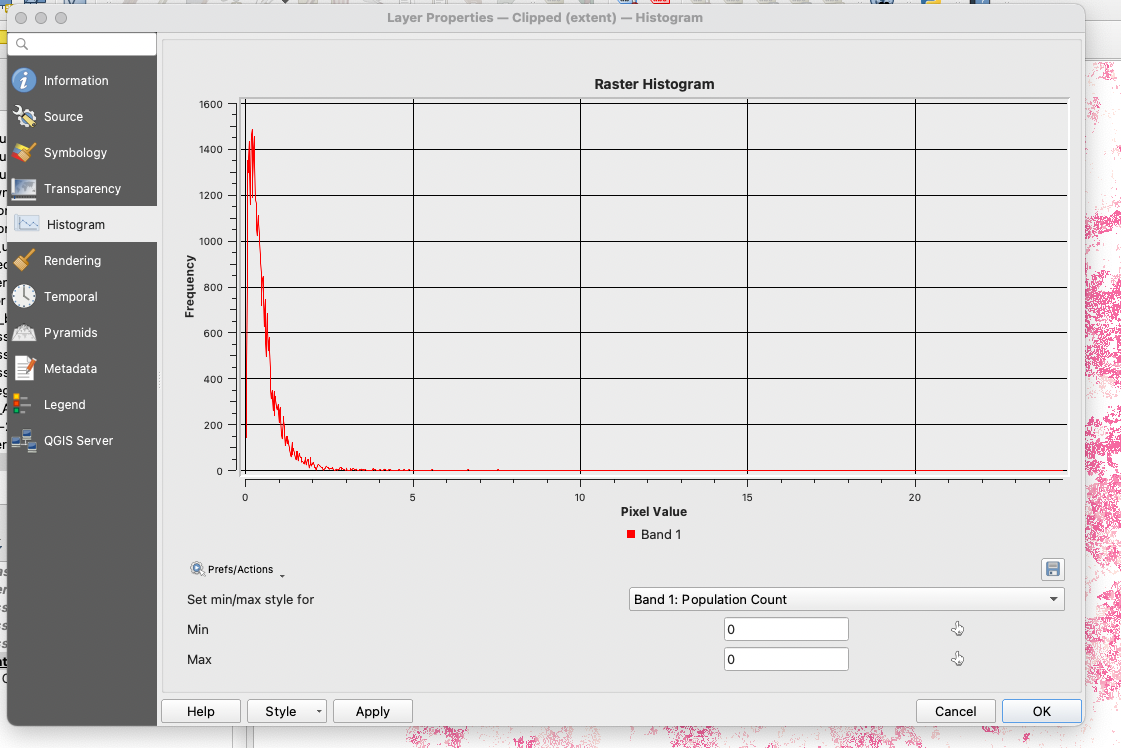 Layer Properties — Clipped (extent) — Histogram
Information
Source
Symbology
Transparency
Histogram
Rendering
Temporal
Pyramids
Metadata
Legend
QGIS Server
Raster Histogram
Frequency
1600
1400
1200
1000
800
600
400
200
0
0 5 10 15 20
Pixel Value
Band 1
Prefs/Actions
Set min/max style for Band 1: Population Count
Min 0
Max 0
Help Style Apply Cancel OK